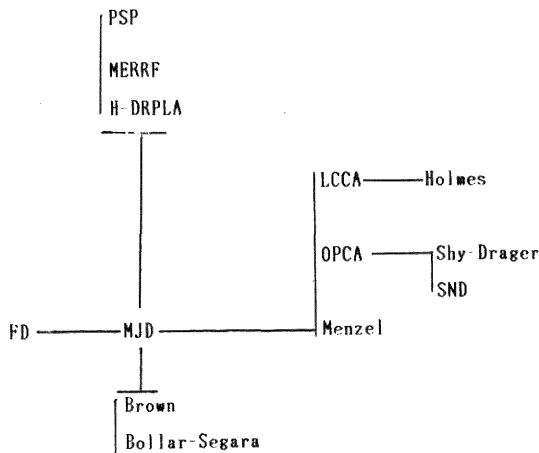 PSP
MERRF
H-DRPLA
LCCA Holmes
OPCA Shy-Drager
SND
FD MJD Menzel
Brown
Bollar-Segara